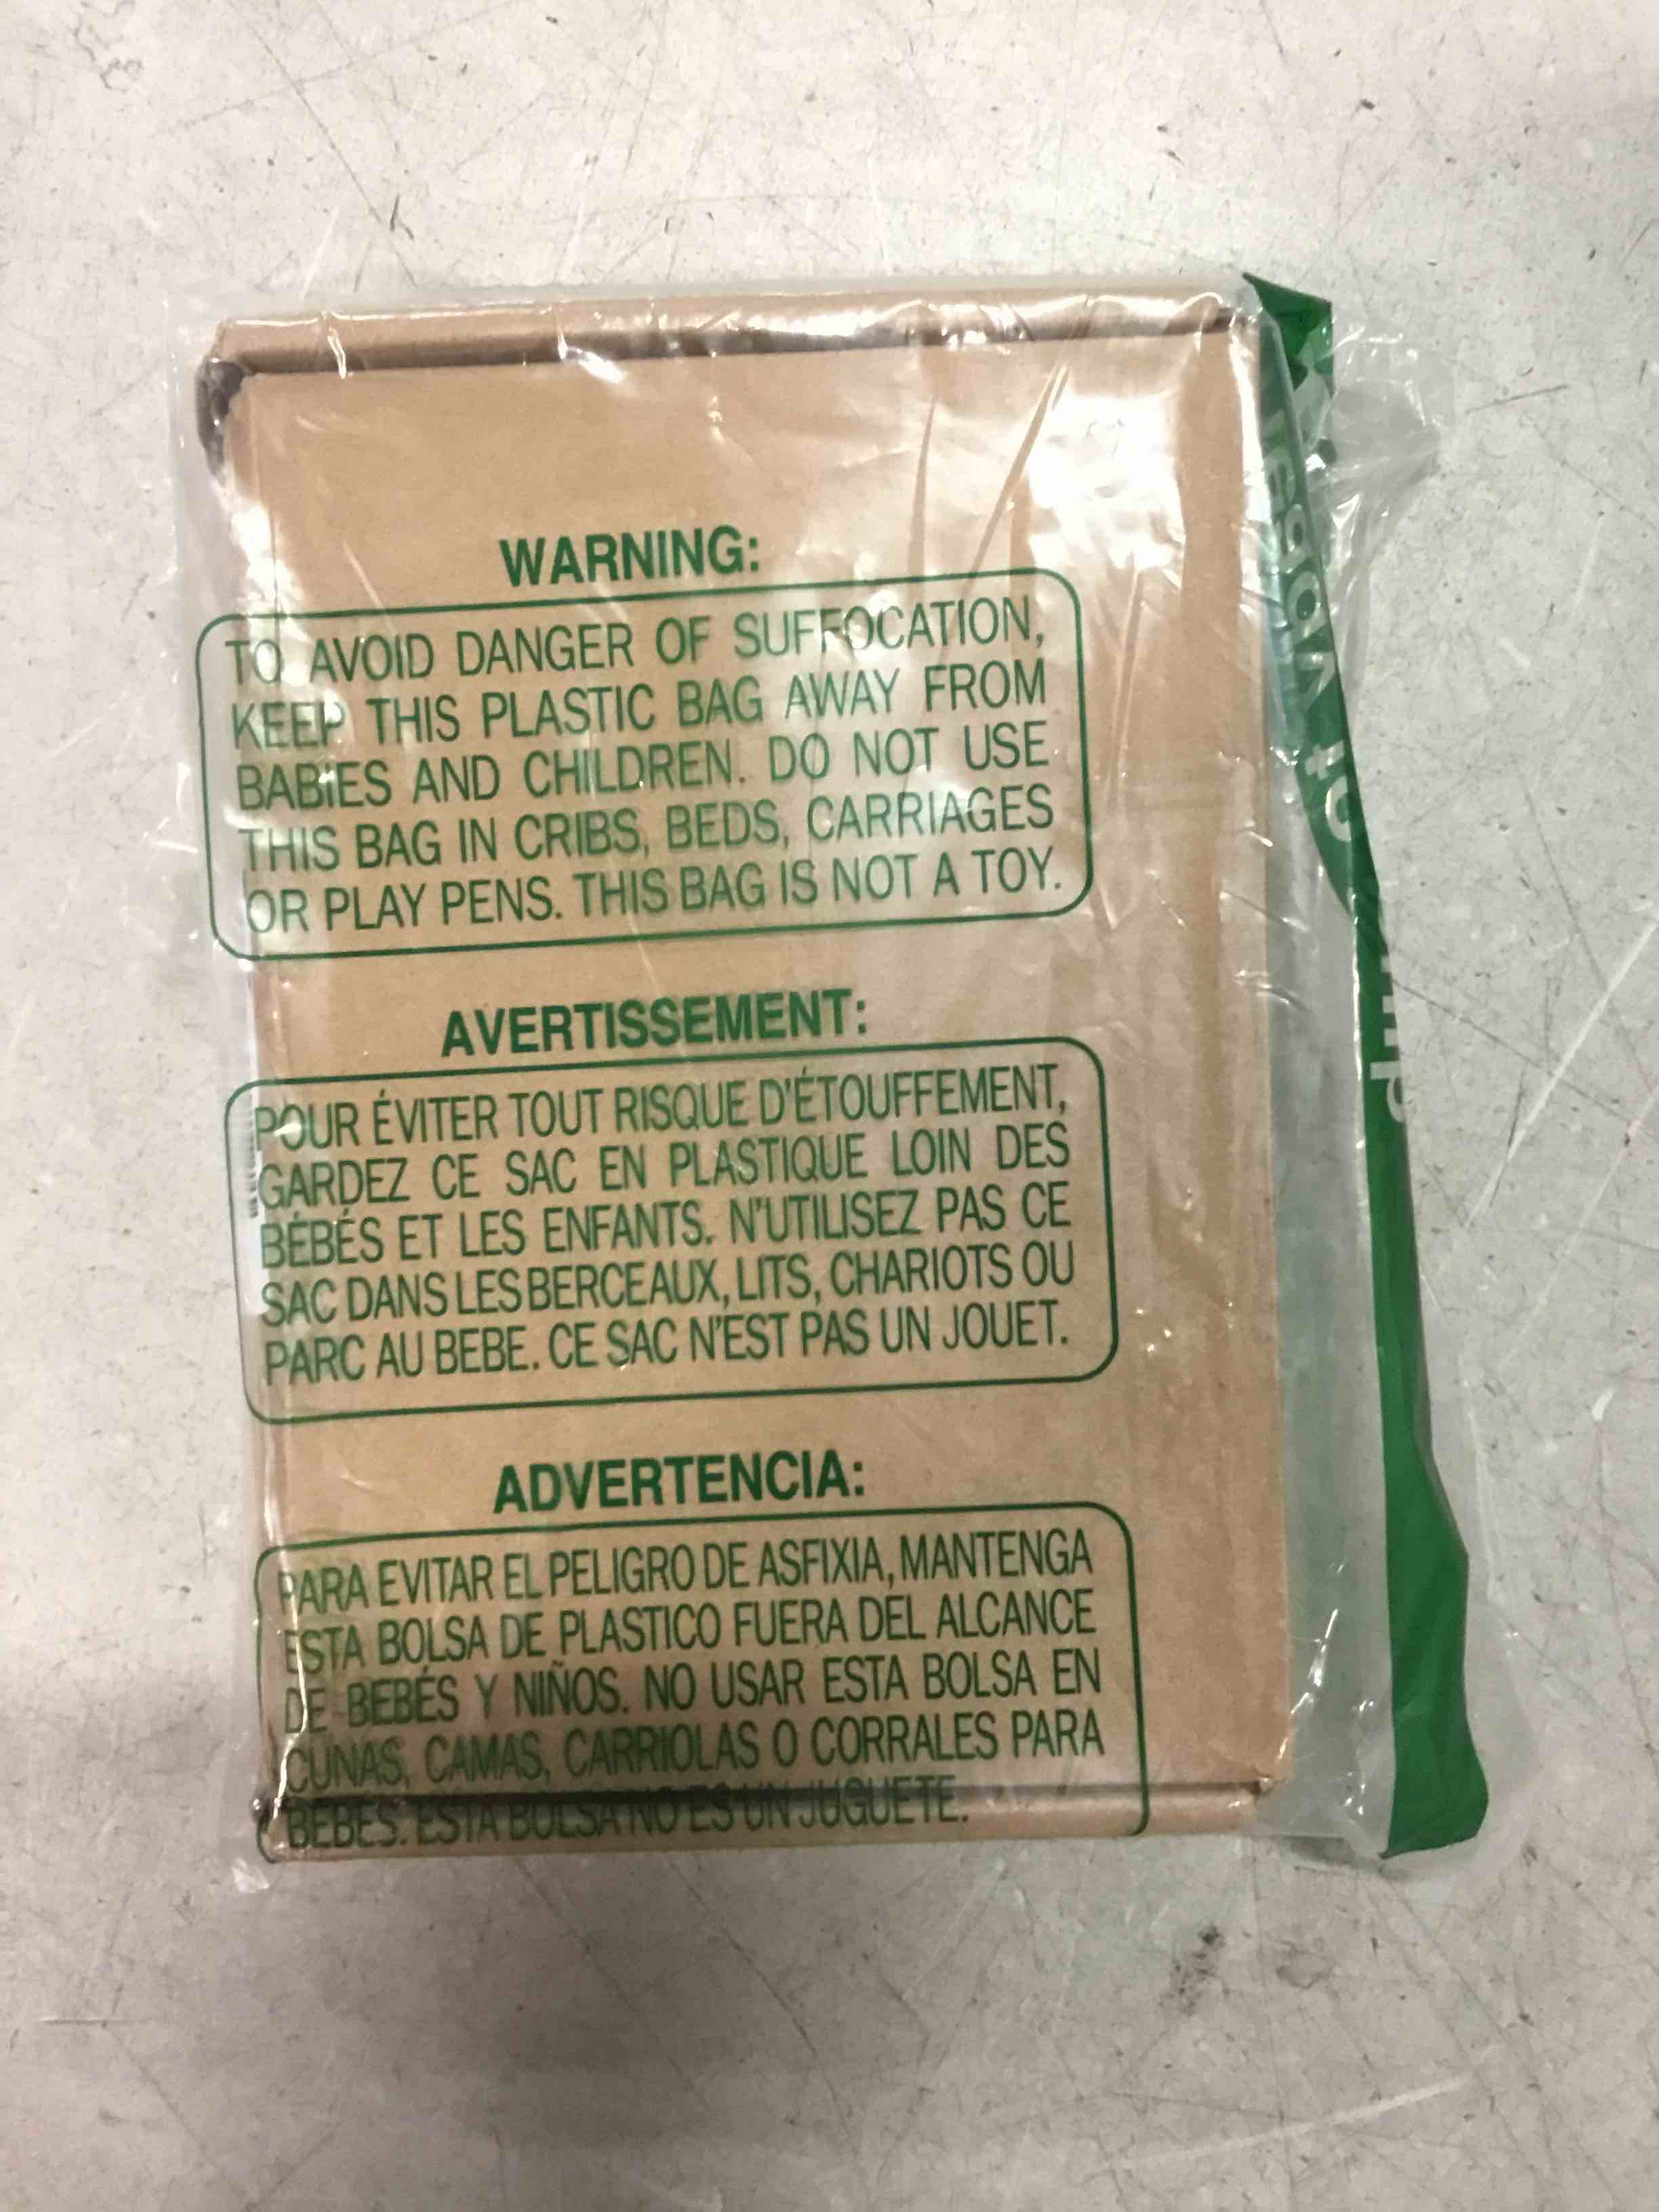 WARNING:
TO AVOID DANGER OF SUFFOCATION,
KEEP THIS PLASTIC BAG AWAY FROM
BABIES AND CHILDREN. DO NOT USE
THIS BAG IN CRIBS, BEDS, CARRIAGES
OR PLAY PENS. THIS BAG IS NOT A TOY.
AVERTISSEMENT:
POUR ÉVITER TOUT RISQUE D'ÉTOUFFEMENT,
GARDEZ CE SAC EN PLASTIQUE LOIN DES
BÉBÉS ET LES ENFANTS. N'UTILISEZ PAS CE
SAC DANS LES BERCEAUX, LITS, CHARIOTS OU
PARC AU BEBE. CE SAC N'EST PAS UN JOUET.
ADVERTENCIA:
PARA EVITAR EL PELIGRO DE ASFIXIA, MANTENGA
ESTA BOLSA DE PLASTICO FUERA DEL ALCANCE
DE BEBÉS Y NIÑOS. NO USAR ESTA BOLSA EN
CUNAS, CAMAS, CARRIOLAS O CORRALES PARA
BEBES. ESTA BOLSA NO ES UN JUGUETE.
Ready to